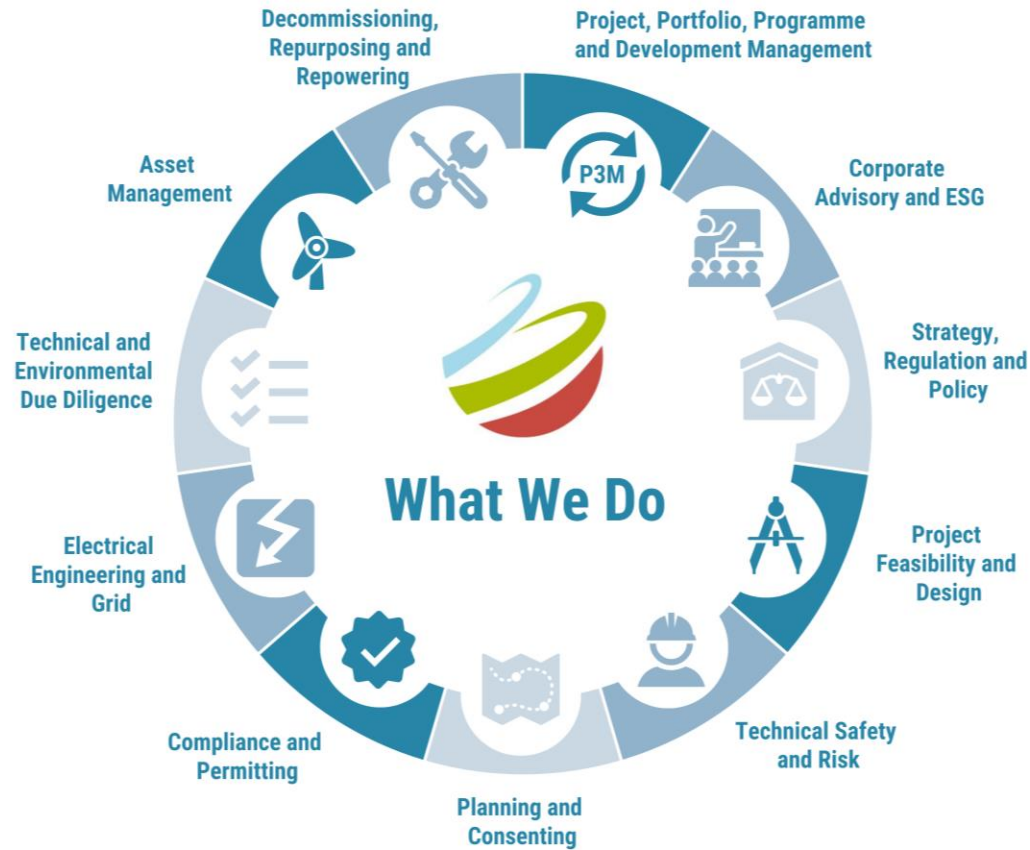 Decommissioning,
Repurposing and
Repowering
Project, Portfolio, Programme
and Development Management
P3M
Corporate
Advisory and ESG
Strategy,
Regulation and
Policy
Project
Feasibility and
Design
Technical Safety
and Risk
Planning and
Consenting
Compliance and
Permitting
Electrical
Engineering and
Grid
Technical and
Environmental
Due Diligence
Asset
Management
What We Do